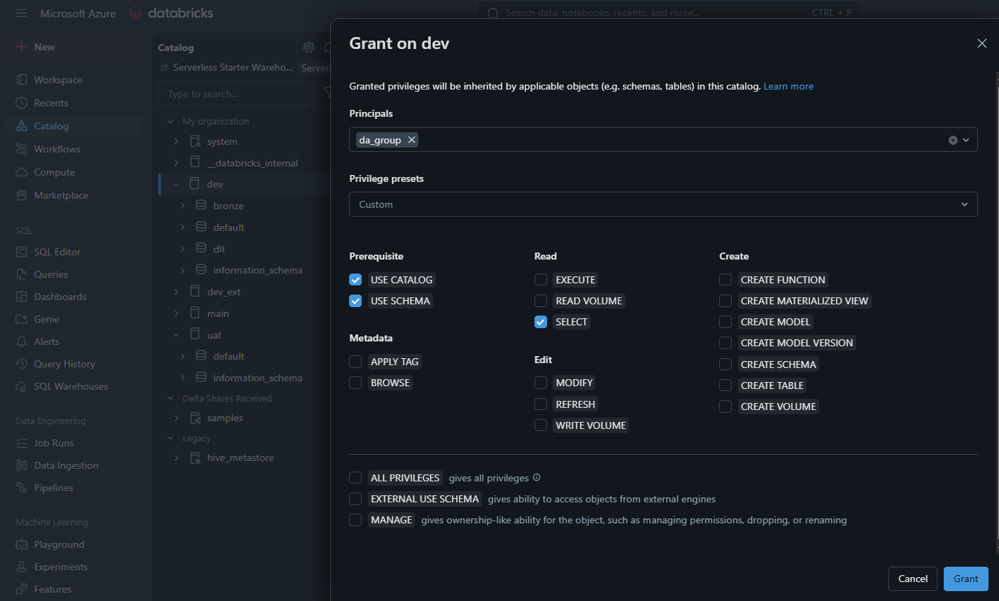 Microsoft Azure
databricks
Search data, notebooks, recents, and more...
CTRL + P
New
Workspace
Recents
Catalog
Workflows
Compute
Marketplace
SQL
SQL Editor
Queries
Dashboards
Genie
Alerts
Query History
SQL Warehouses
Data Engineering
Job Runs
Data Ingestion
Pipelines
Machine Learning
Playground
Experiments
Features
Catalog
Serverless Starter Wareho...
Serverl
Type to search...
My organization
system
__databricks_internal
dev
bronze
default
dlt
information_schema
dev_ext
main
uat
default
information_schema
Delta Shares Received
samples
Legacy
hive_metastore
Grant on dev
Granted privileges will be inherited by applicable objects (e.g. schemas, tables) in this catalog. Learn more
Principals
da_group
Privilege presets
Custom
Prerequisite
USE CATALOG
USE SCHEMA
Metadata
APPLY TAG
BROWSE
Read
EXECUTE
READ VOLUME
SELECT
Edit
MODIFY
REFRESH
WRITE VOLUME
Create
CREATE FUNCTION
CREATE MATERIALIZED VIEW
CREATE MODEL
CREATE MODEL VERSION
CREATE SCHEMA
CREATE TABLE
CREATE VOLUME
ALL PRIVILEGES gives all privileges
EXTERNAL USE SCHEMA gives ability to access objects from external engines
MANAGE gives ownership-like ability for the object, such as managing permissions, dropping, or renaming
Cancel
Grant